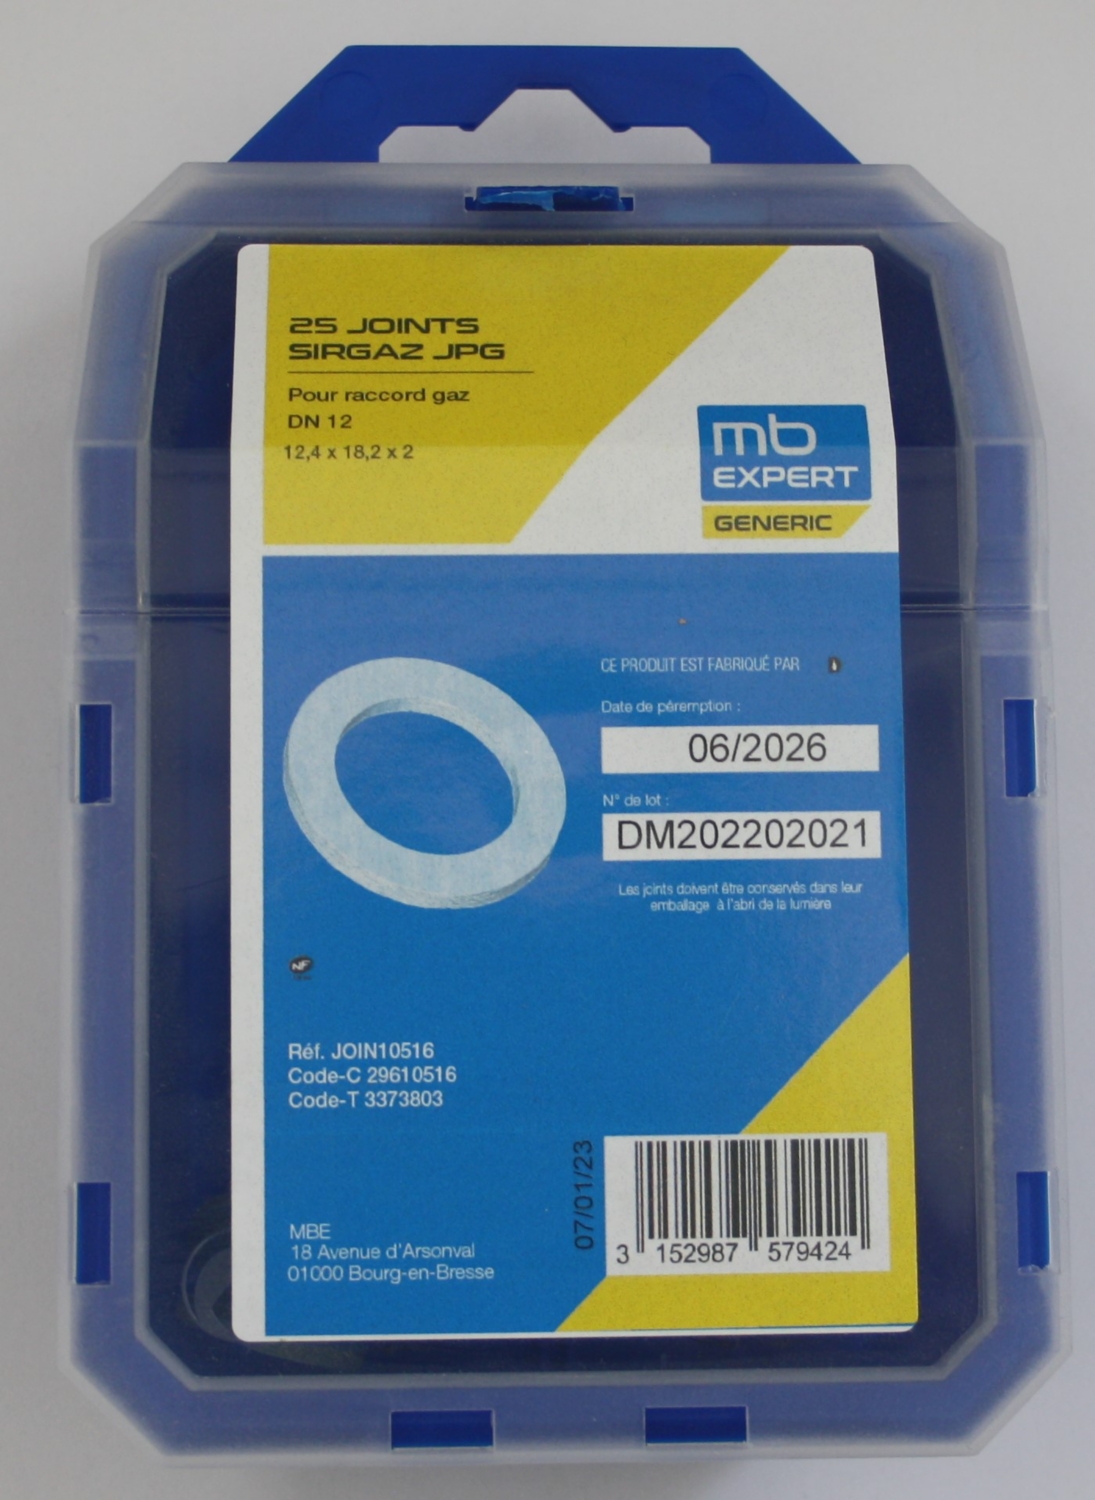 25 JOINTS
SIRGAZ JPG
Pour raccord gaz
DN 12
12,4 x 18,2 x 2
mb
EXPERT
GENERIC
CE PRODUIT EST FABRIQUÉ PAR
Date de péremption :
06/2026
N° de lot :
DM202202021
Les joints doivent être conservés dans leur
emballage à l'abri de la lumière
NF
Réf. JOIN10516
Code-C 29610516
Code-T 3373803
MBE
18 Avenue d'Arsonval
01000 Bourg-en-Bresse
07/01/23
3 152987 579424